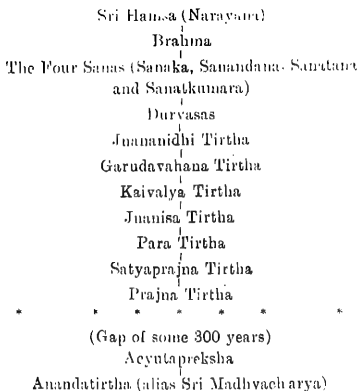 Sri Hamsa (Narayana)
Brahma
The Four Sanas (Sanaka, Sanandana- Sanatana
and Sanatkumara)
Durvasas
Jnananidhi Tirtha
Garudavahana Tirtha
Kaivalya Tirtha
Jnanisa Tirtha
Para Tirtha
Satyaprajna Tirtha
Prajna Tirtha
* * * * * * *
(Gap of some 300 years)
Acyutapreksha
Anandatirtha (alias Sri Madhvacharya)